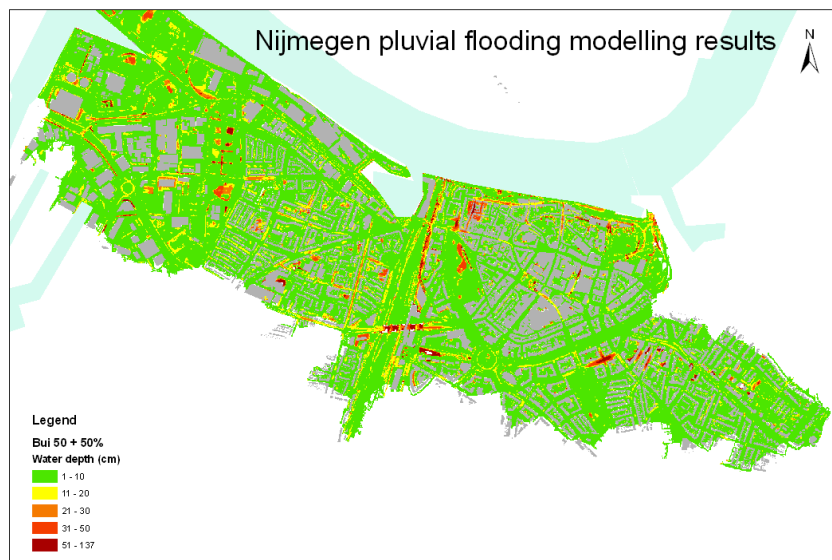 Nijmegen pluvial flooding modelling results
N
Legend
Bui 50 + 50%
Water depth (cm)
1 - 10
11 - 20
21 - 30
31 - 50
51 - 137